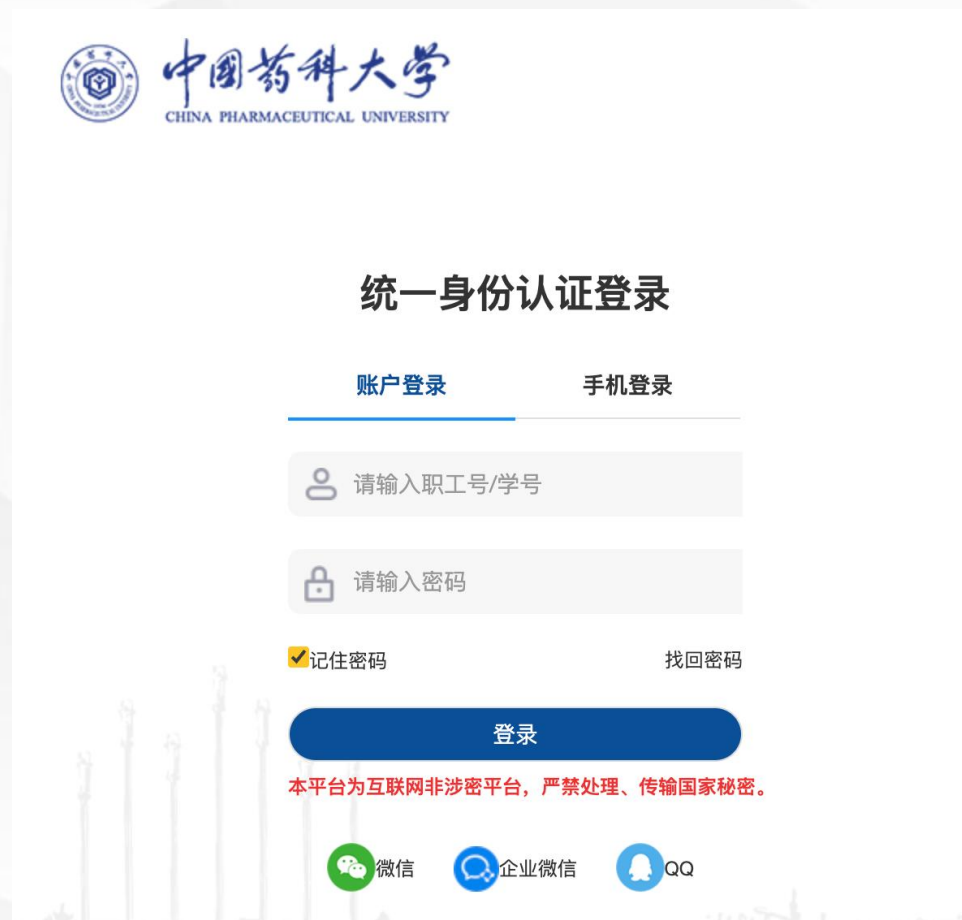 中国药科大学
CHINA PHARMACEUTICAL UNIVERSITY
统一身份认证登录
账户登录 手机登录
请输入职工号/学号
请输入密码
记住密码 找回密码
登录
本平台为互联网非涉密平台，严禁处理、传输国家秘密。
微信 企业微信 QQ